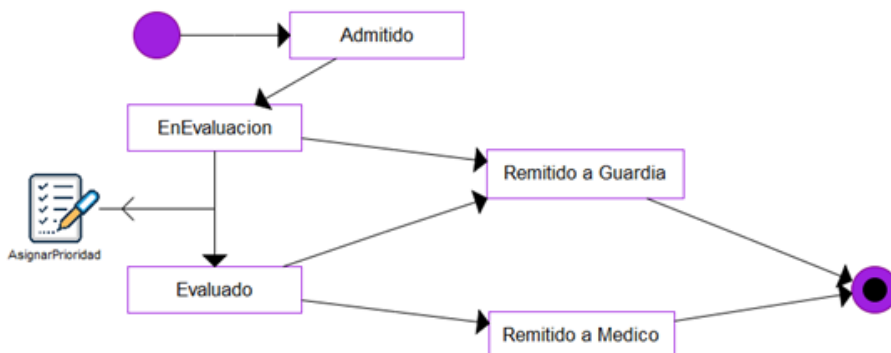 Admitido
EnEvaluacion
Remitido a Guardia
AsignarPrioridad
Evaluado
Remitido a Medico